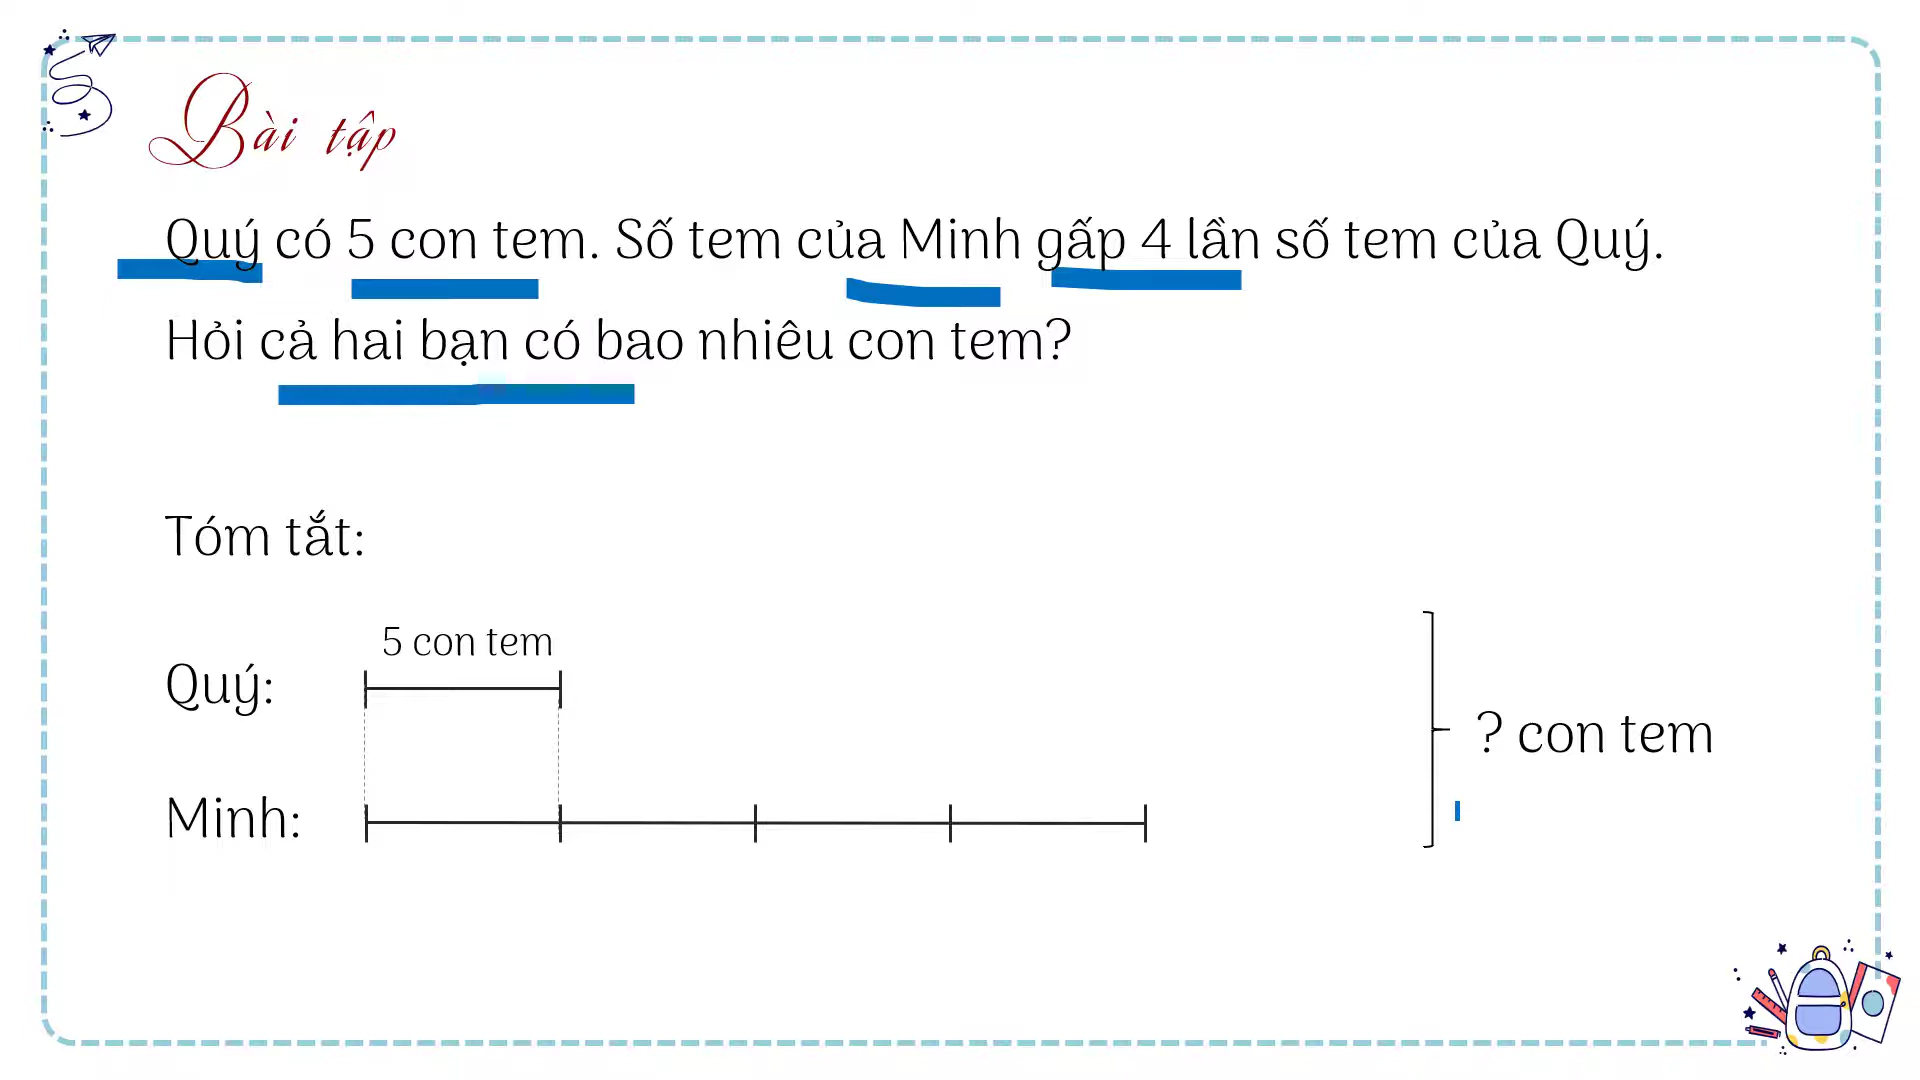 Bài tập
Quý có 5 con tem. Số tem của Minh gấp 4 lần số tem của Quý.
Hỏi cả hai bạn có bao nhiêu con tem?
Tóm tắt:
5 con tem
Quý:
? con tem
Minh: